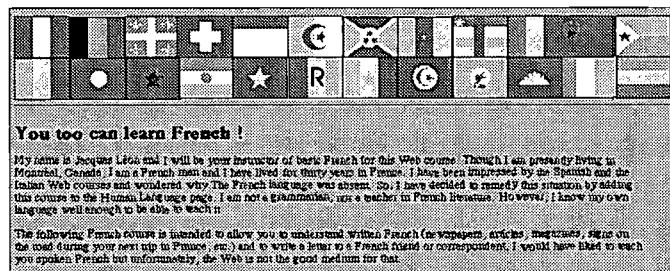 R
You too can learn French !
My name is Jacques Léon and I will be your instructor of basic French for this Web course. Though I am presently living in
Montréal, Canada, I am a French man and I have lived for thirty years in France. I have been impressed by the Spanish and the
Italian Web courses and wondered why The French language was absent. So, I have decided to remedy this situation by adding
this course to the Human Language page. I am not a grammarian, nor a teacher in French literature. However, I know my own
language well enough to be able to teach it
The following French course is intended to allow you to understand written French (newspapers, articles, magazines, signs on
the road during your next trip in France, etc.) and to write a letter to a French friend or correspondent. I would have liked to teach
you spoken French but unfortunately, the Web is not the good medium for that.